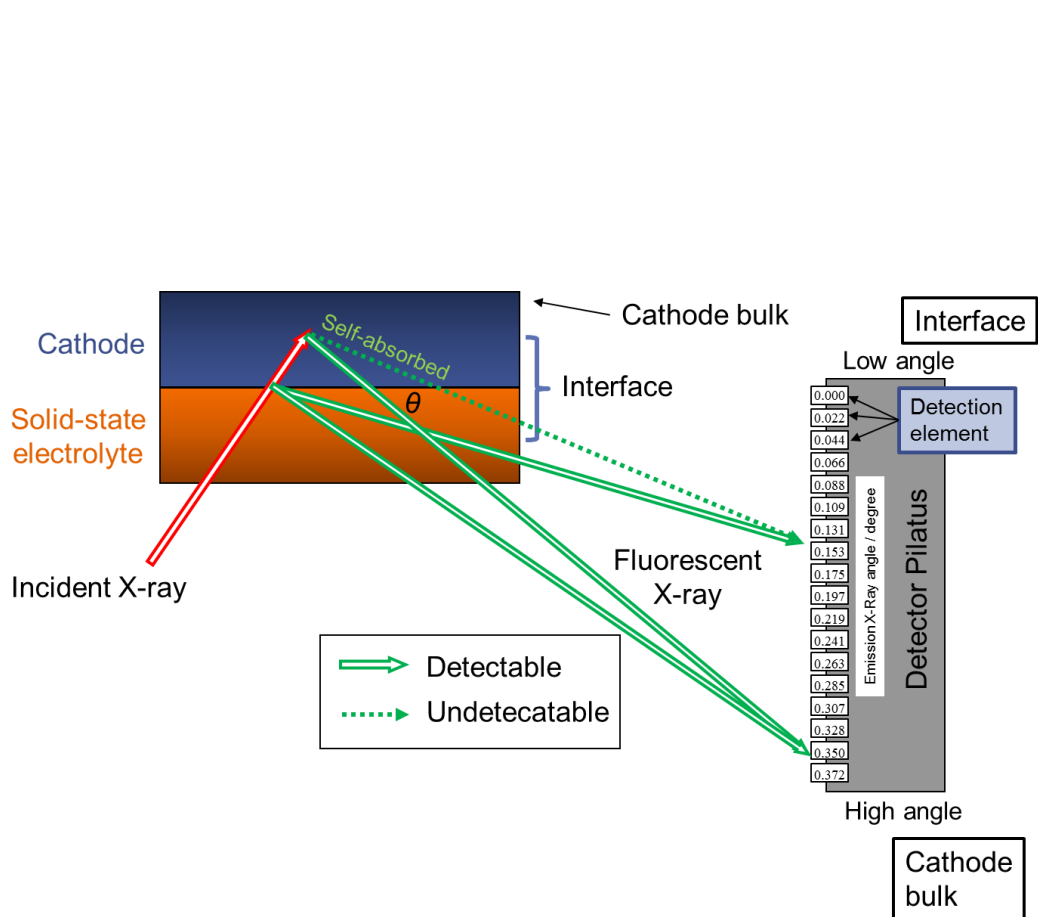 Self-absorbed
Cathode bulk
Interface
Cathode
Low angle
Interface
θ
Solid-state
electrolyte
0.000
0.022
0.044
0.066
0.088
0.109
0.131
0.153
0.175
0.197
0.219
0.241
0.263
0.285
0.307
0.328
0.350
0.372
Detection
element
Emission X-Ray angle / degree
Detector Pilatus
Fluorescent
X-ray
Incident X-ray
Detectable
Undetecatable
High angle
Cathode
bulk